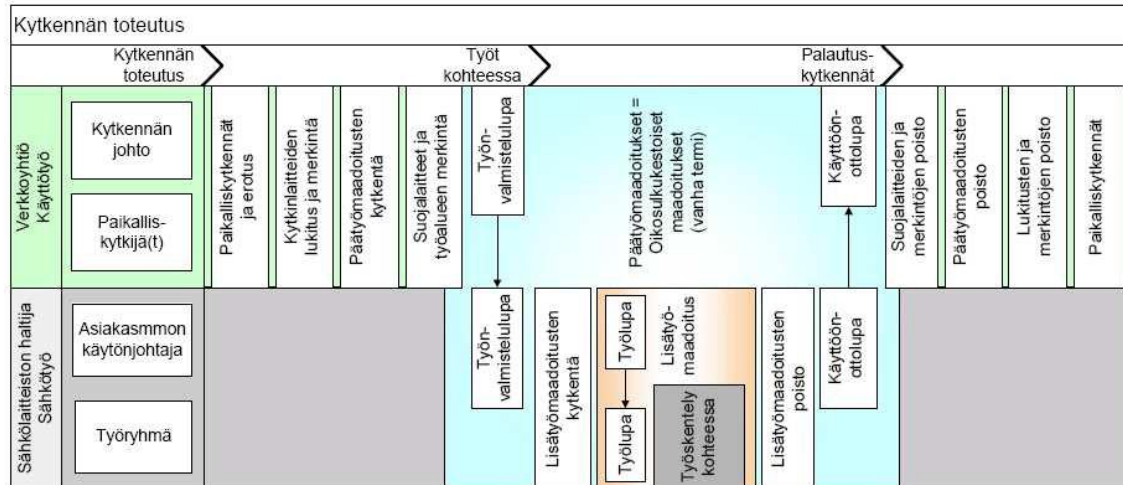 Kytkennän toteutus
Kytkennän
toteutus
Työt
kohteessa
Palautus-
kytkennät
Verkkoyhtiö
Käyttötyö
Kytkennän
johto
Paikallis-
kytkijä(t)
Paikalliskytkennät
ja erotus
Kytkinlaitteiden
lukitus ja merkintä
Päätyömaadoitusten
kytkentä
Suojalaitteet ja
työalueen merkintä
Työn-
valmistelulupa
Päätyömaadoitukset =
Oikosulkukestoiset
maadoitukset
(vanha termi)
Käyttöön-
ottolupa
Suojalaitteiden ja
merkintöjen poisto
Päätyömaadoitusten
poisto
Lukitusten ja
merkintöjen poisto
Paikalliskytkennät
Sähkölaitteiston haltija
Sähkötyö
Asiakasmmon
käytönjohtaja
Työryhmä
Työn-
valmistelulupa
Lisätyömaadoitusten
kytkentä
Työlupa
Työlupa
Lisätyö-
maadoitus
Työskentely
kohteessa
Lisätyömaadoitusten
poisto
Käyttöön-
ottolupa